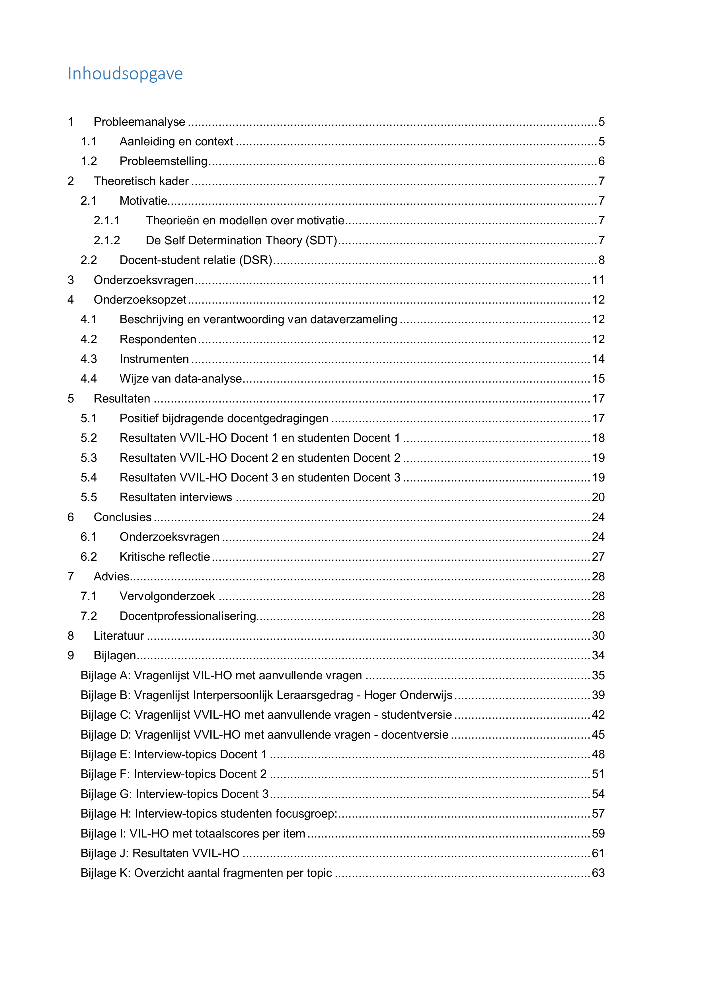 Inhoudsopgave
1 Probleemanalyse ........ 5
1.1 Aanleiding en context ........ 5
1.2 Probleemstelling ........ 6
2 Theoretisch kader ........ 7
2.1 Motivatie ........ 7
2.1.1 Theorieën en modellen over motivatie ........ 7
2.1.2 De Self Determination Theory (SDT) ........ 7
2.2 Docent-student relatie (DSR) ........ 8
3 Onderzoeksvragen ........ 11
4 Onderzoeksopzet ........ 12
4.1 Beschrijving en verantwoording van dataverzameling ........ 12
4.2 Respondenten ........ 12
4.3 Instrumenten ........ 14
4.4 Wijze van data-analyse ........ 15
5 Resultaten ........ 17
5.1 Positief bijdragende docentgedragingen ........ 17
5.2 Resultaten VVIL-HO Docent 1 en studenten Docent 1 ........ 18
5.3 Resultaten VVIL-HO Docent 2 en studenten Docent 2 ........ 19
5.4 Resultaten VVIL-HO Docent 3 en studenten Docent 3 ........ 19
5.5 Resultaten interviews ........ 20
6 Conclusies ........ 24
6.1 Onderzoeksvragen ........ 24
6.2 Kritische reflectie ........ 27
7 Advies ........ 28
7.1 Vervolgonderzoek ........ 28
7.2 Docentprofessionalisering ........ 28
8 Literatuur ........ 30
9 Bijlagen ........ 34
Bijlage A: Vragenlijst VIL-HO met aanvullende vragen ........ 35
Bijlage B: Vragenlijst Interpersoonlijk Leraarsgedrag - Hoger Onderwijs ........ 39
Bijlage C: Vragenlijst VVIL-HO met aanvullende vragen - studentversie ........ 42
Bijlage D: Vragenlijst VVIL-HO met aanvullende vragen - docentversie ........ 45
Bijlage E: Interview-topics Docent 1 ........ 48
Bijlage F: Interview-topics Docent 2 ........ 51
Bijlage G: Interview-topics Docent 3 ........ 54
Bijlage H: Interview-topics studenten focusgroep: ........ 57
Bijlage I: VIL-HO met totaalscores per item ........ 59
Bijlage J: Resultaten VVIL-HO ........ 61
Bijlage K: Overzicht aantal fragmenten per topic ........ 63